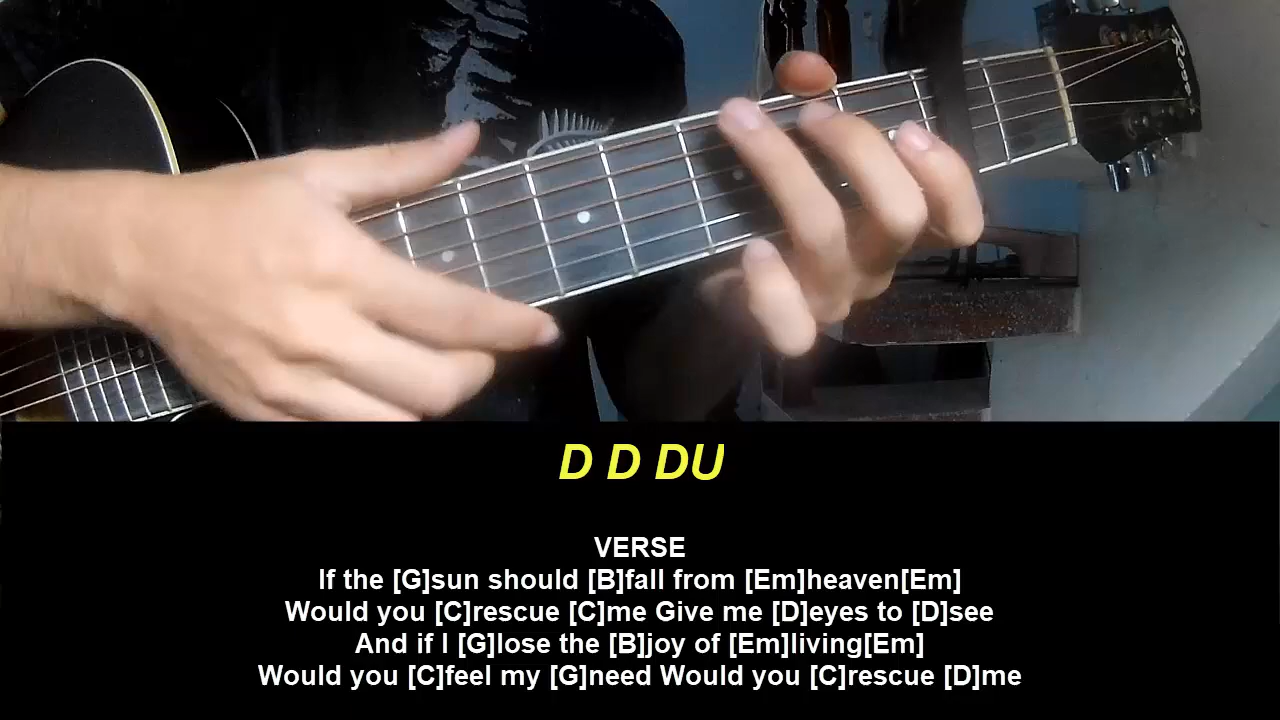 Rose
D D DU
VERSE
If the [G]sun should [B]fall from [Em]heaven[Em]
Would you [C]rescue [C]me Give me [D]eyes to [D]see
And if I [G]lose the [B]joy of [Em]living[Em]
Would you [C]feel my [G]need Would you [C]rescue [D]me